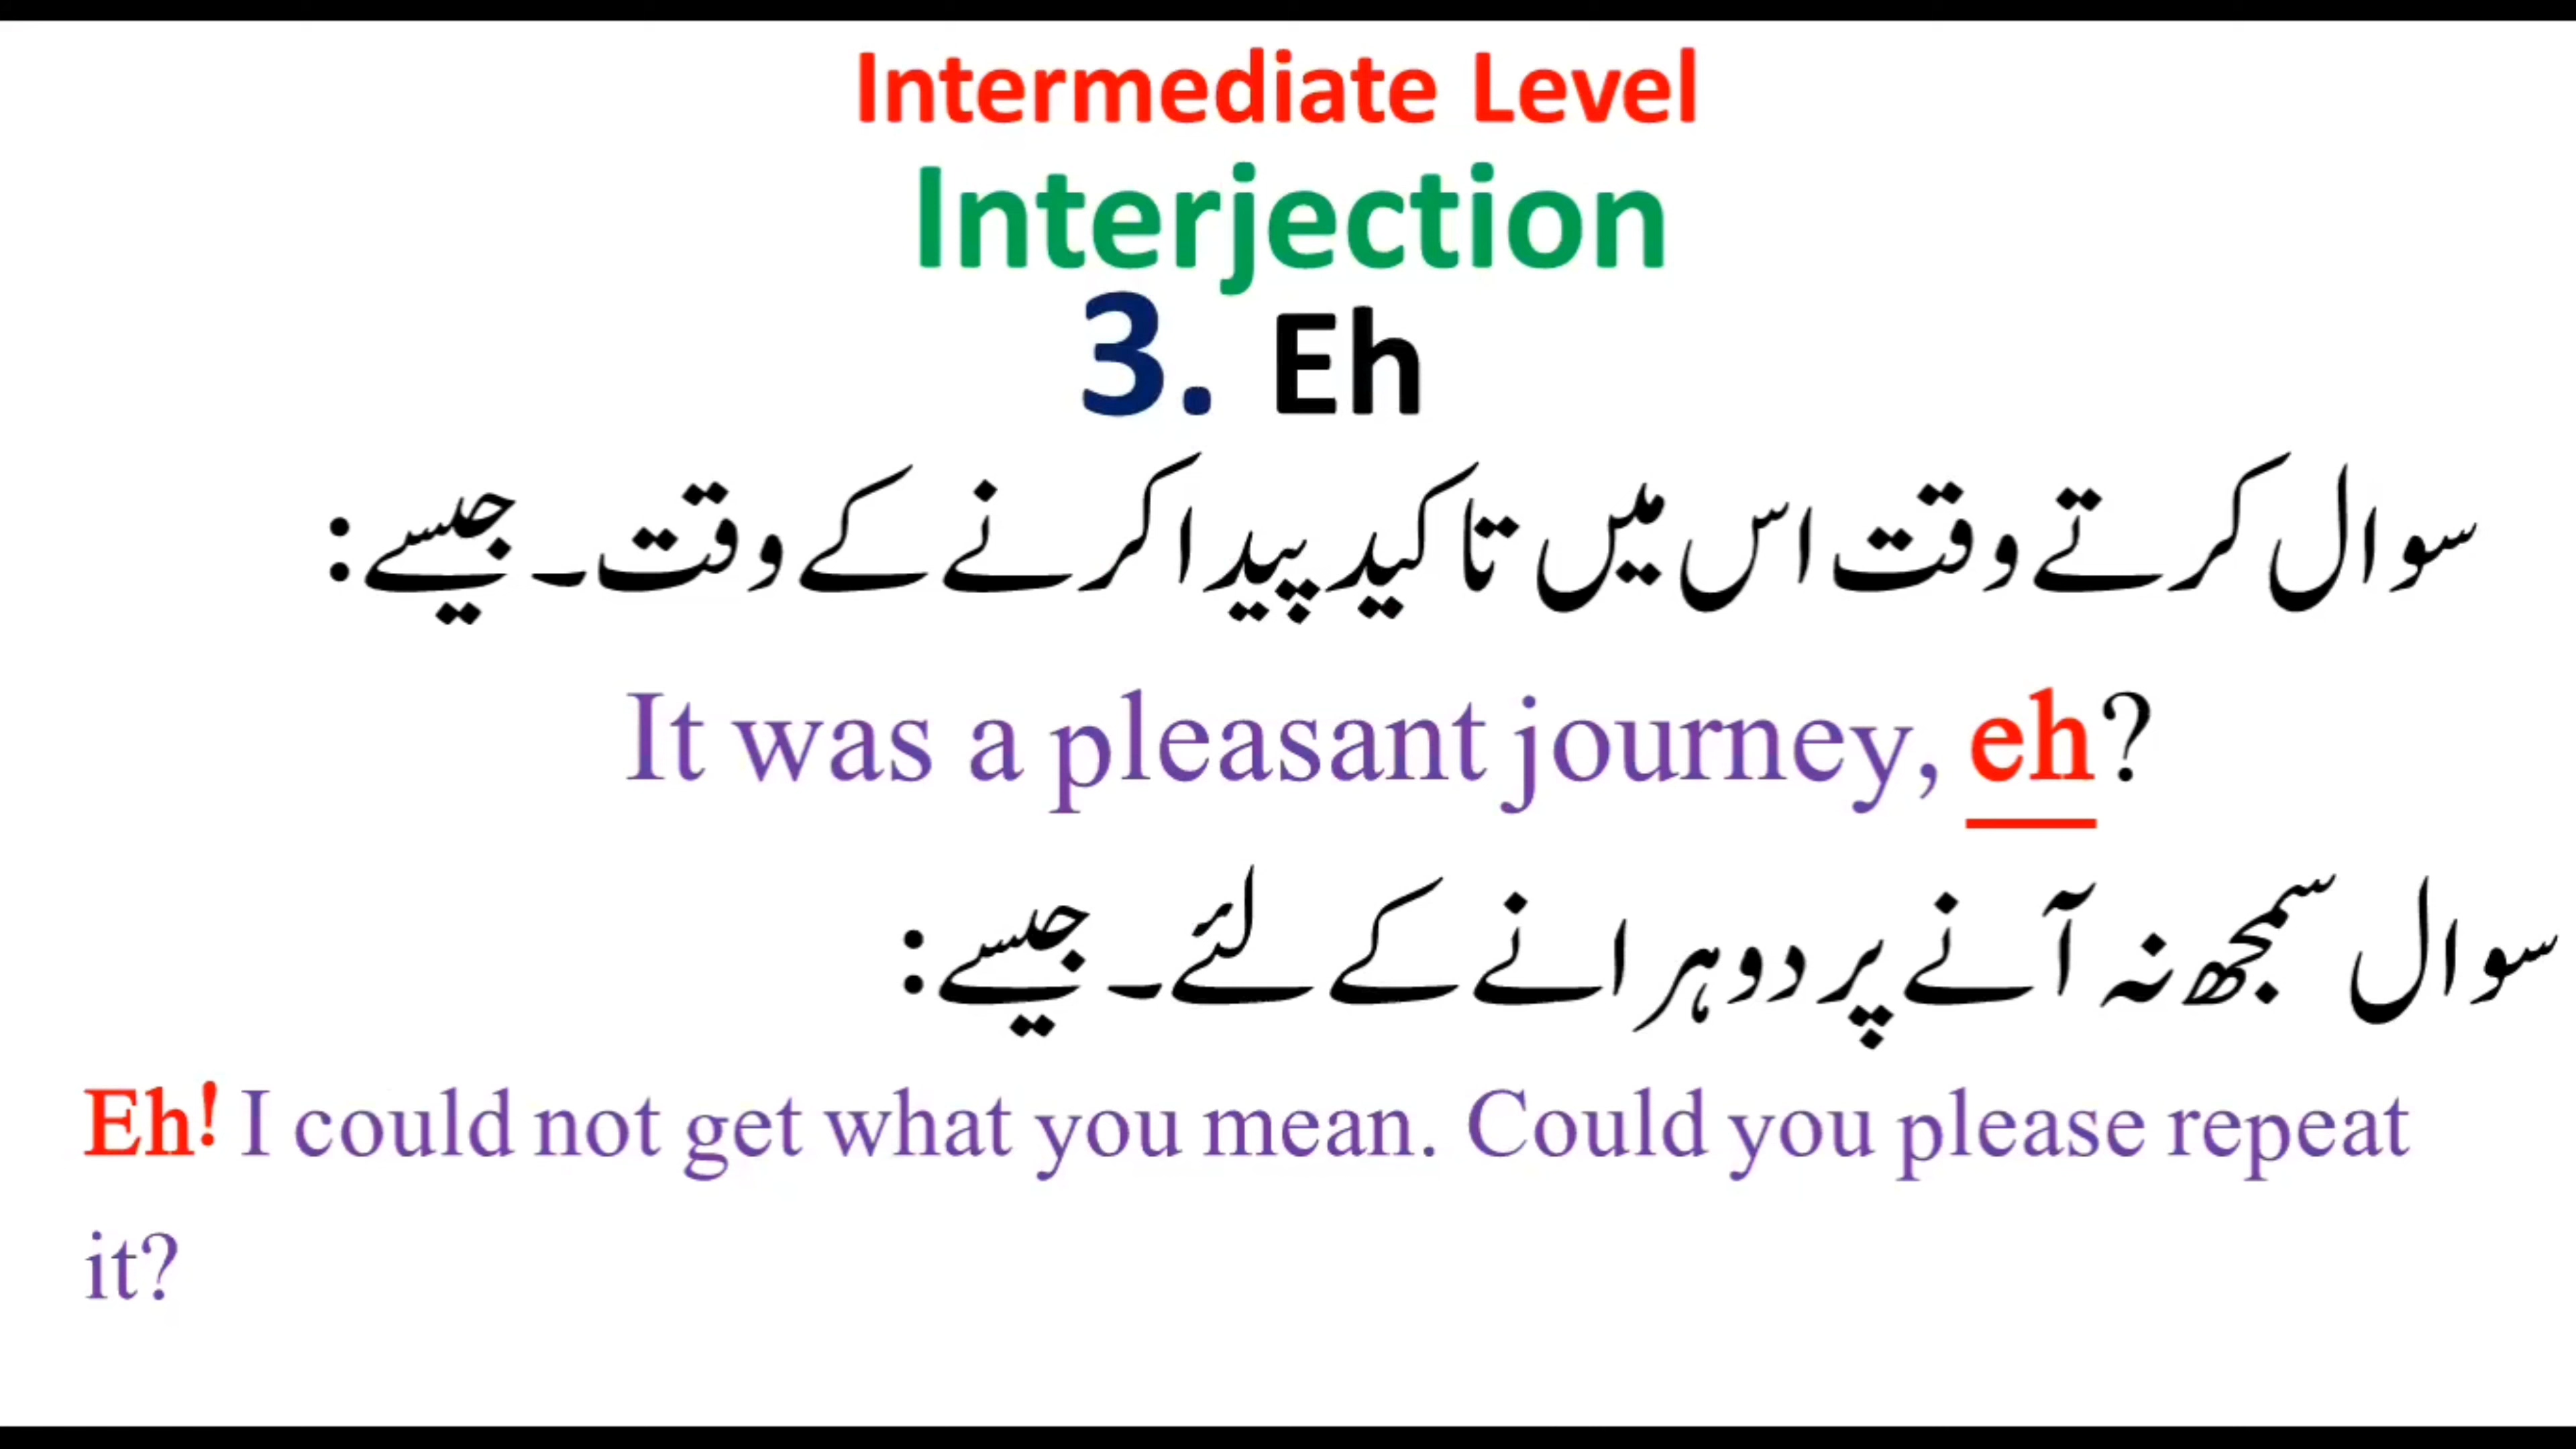 Intermediate Level
Interjection
3. Eh
سوال کرتے وقت اس میں تاکید پیدا کرنے کے وقت۔ جیسے:
It was a pleasant journey, eh?
سوال سمجھ نہ آنے پر دوہرانے کے لئے۔ جیسے:
Eh! I could not get what you mean. Could you please repeat
it?